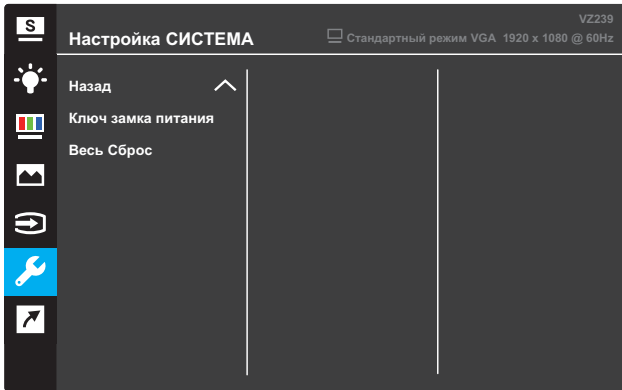 S
VZ239
Настройка СИСТЕМА
Стандартный режим VGA 1920 x 1080 @ 60Hz
Назад
Ключ замка питания
Весь Сброс